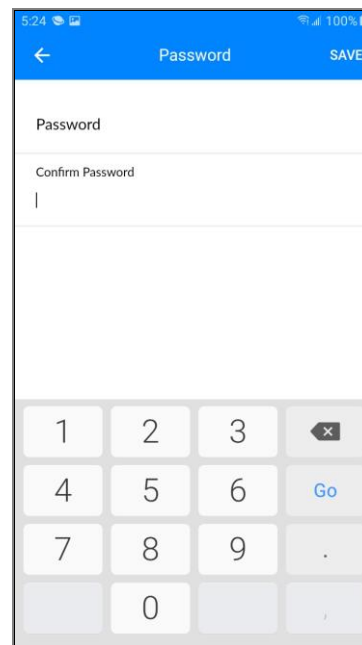 5:24 100%
Password SAVE
Password
Confirm Password
1 2 3
4 5 6 Go
7 8 9 .
0 ,